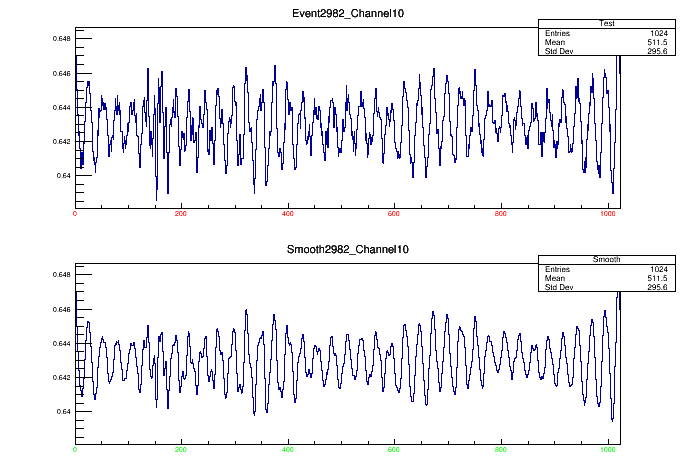 Event2982_Channel10
Test
Entries 1024
Mean 511.5
Std Dev 295.6
0.648
0.646
0.644
0.642
0.64
0 200 400 600 800 1000
Smooth2982_Channel10
Smooth
Entries 1024
Mean 511.5
Std Dev 295.6
0.648
0.646
0.644
0.642
0.64
0 200 400 600 800 1000